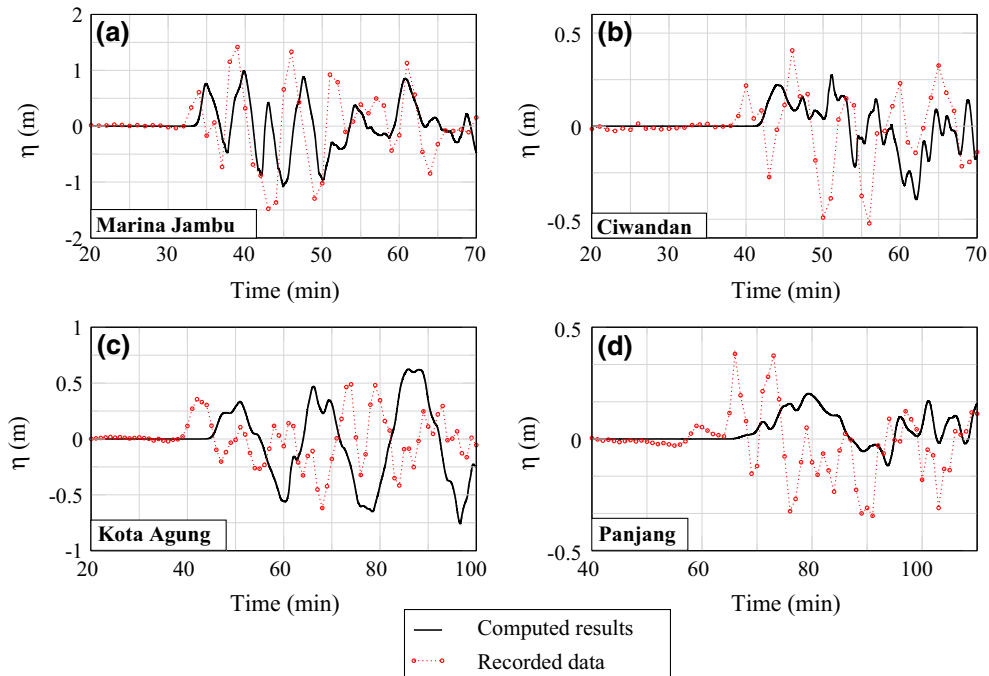 (a)
2
1
0
-1
-2
η (m)
Marina Jambu
20 30 40 50 60 70
Time (min)
(b)
0.5
0
-0.5
η (m)
Ciwandan
20 30 40 50 60 70
Time (min)
(c)
1
0.5
0
-0.5
-1
η (m)
Kota Agung
20 40 60 80 100
Time (min)
(d)
0.5
0
-0.5
η (m)
Panjang
40 60 80 100
Time (min)
Computed results
Recorded data